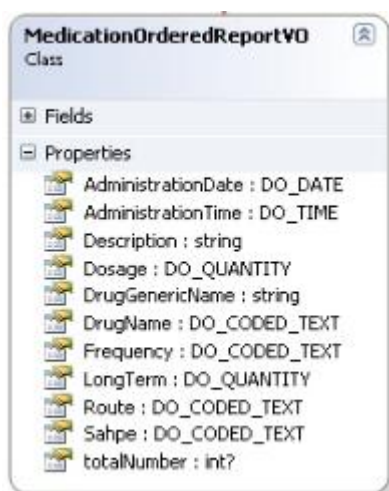 MedicationOrderedReportVO
Class
Fields
Properties
AdministrationDate : DO_DATE
AdministrationTime : DO_TIME
Description : string
Dosage : DO_QUANTITY
DrugGenericName : string
DrugName : DO_CODED_TEXT
Frequency : DO_CODED_TEXT
LongTerm : DO_QUANTITY
Route : DO_CODED_TEXT
Sahpe : DO_CODED_TEXT
totalNumber : int?